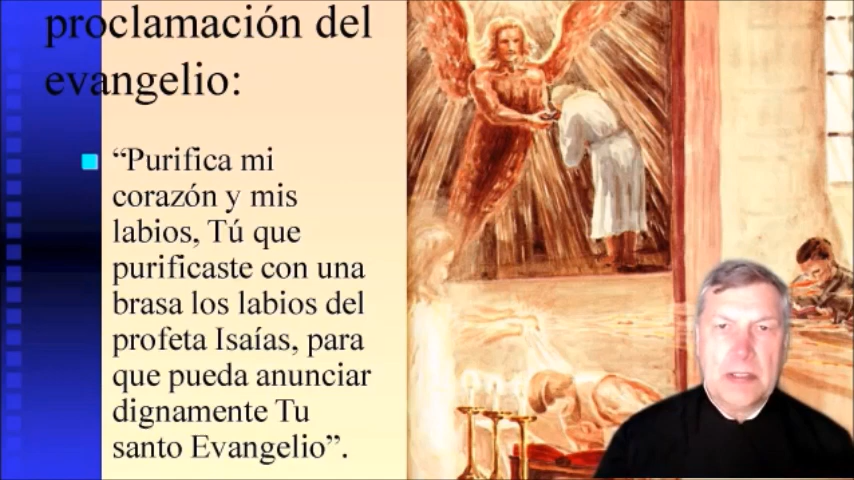 proclamación del
evangelio:
“Purifica mi
corazón y mis
labios, Tú que
purificaste con una
brasa los labios del
profeta Isaías, para
que pueda anunciar
dignamente Tu
santo Evangelio”.